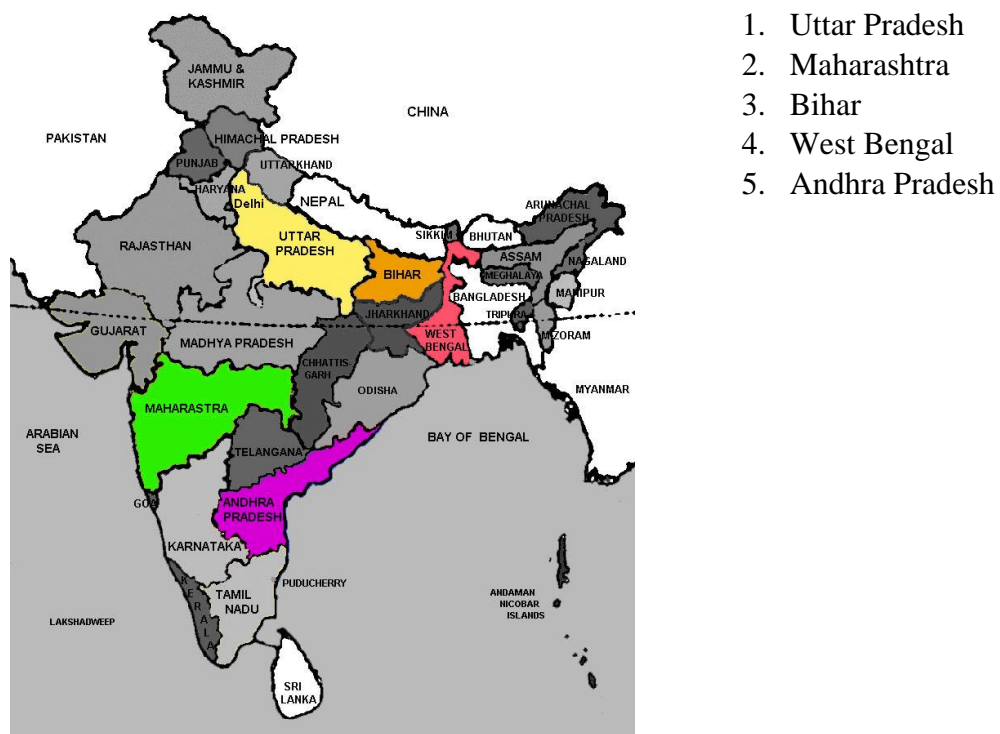 JAMMU &
KASHMIR
CHINA
PAKISTAN
HIMACHAL PRADESH
PUNJAB
UTTARKHAND
HARYANA
Delhi
NEPAL
ARUNACHAL
PRADESH
SIKKIM
BHUTAN
RAJASTHAN
UTTAR
PRADESH
ASSAM
NAGALAND
BIHAR
MEGHALAYA
MANIPUR
BANGLADESH
JHARKHAND
TRIPURA
GUJARAT
MADHYA PRADESH
WEST
BENGAL
MIZORAM
CHHATTIS
GARH
ODISHA
MYANMAR
MAHARASTRA
ARABIAN
SEA
BAY OF BENGAL
TELANGANA
GOA
ANDHRA
PRADESH
KARNATAKA
PUDUCHERRY
KERALA
TAMIL
NADU
ANDAMAN
NICOBAR
ISLANDS
LAKSHADWEEP
SRI
LANKA
1. Uttar Pradesh
2. Maharashtra
3. Bihar
4. West Bengal
5. Andhra Pradesh